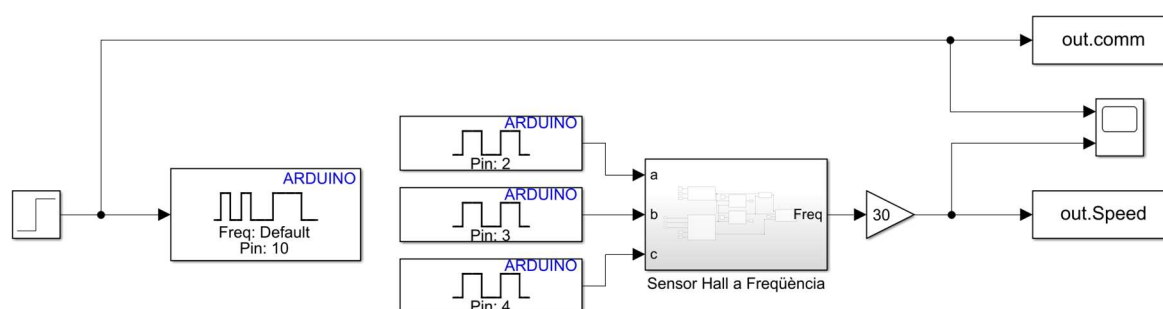 out.comm
ARDUINO
Pin: 2
ARDUINO
Freq: Default
Pin: 10
ARDUINO
Pin: 3
ARDUINO
Pin: 4
a
b
c
Freq
Sensor Hall a Freqüència
30
out.Speed